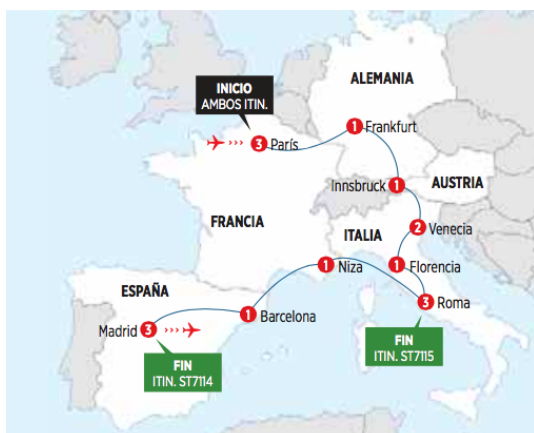 ALEMANIA
INICIO
AMBOS ITIN.
1 Frankfurt
3 París
Innsbruck 1
AUSTRIA
FRANCIA
2 Venecia
ITALIA
1 Niza
1 Florencia
ESPAÑA
3 Roma
Madrid 3
1 Barcelona
FIN
ITIN. ST7115
FIN
ITIN. ST7114